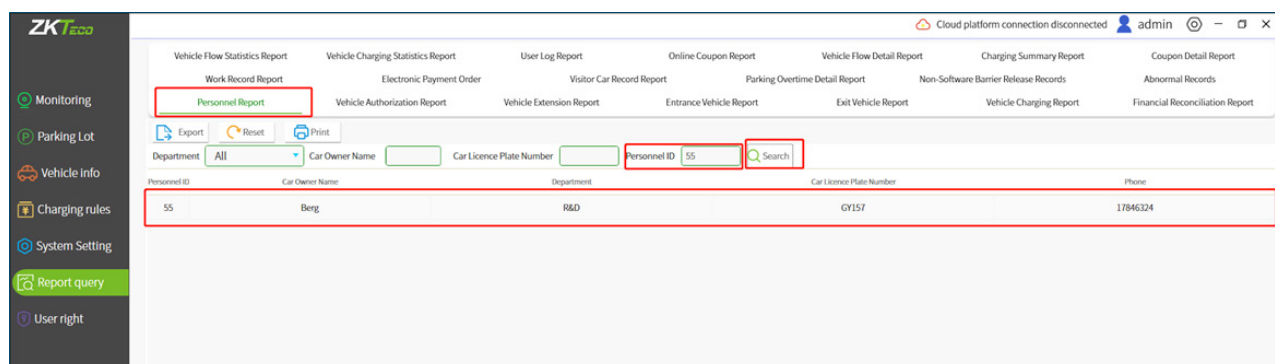 ZKTeco
Cloud platform connection disconnected admin
Vehicle Flow Statistics Report Vehicle Charging Statistics Report User Log Report Online Coupon Report Vehicle Flow Detail Report Charging Summary Report Coupon Detail Report
Work Record Report Electronic Payment Order Visitor Car Record Report Parking Overtime Detail Report Non-Software Barrier Release Records Abnormal Records
Personnel Report Vehicle Authorization Report Vehicle Extension Report Entrance Vehicle Report Exit Vehicle Report Vehicle Charging Report Financial Reconciliation Report
Export Reset Print
Department All Car Owner Name Car Licence Plate Number Personnel ID 55 Search
Personnel ID Car Owner Name Department Car Licence Plate Number Phone
55 Berg R&D GY157 17846324
Monitoring
Parking Lot
Vehicle info
Charging rules
System Setting
Report query
User right